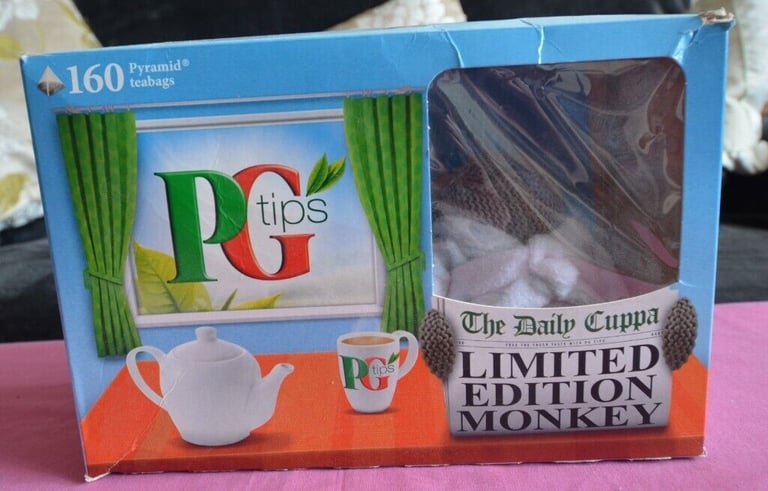 160 Pyramid®
teabags
PG tips
The Daily Cuppa
LIMITED
EDITION
MONKEY
PG tips